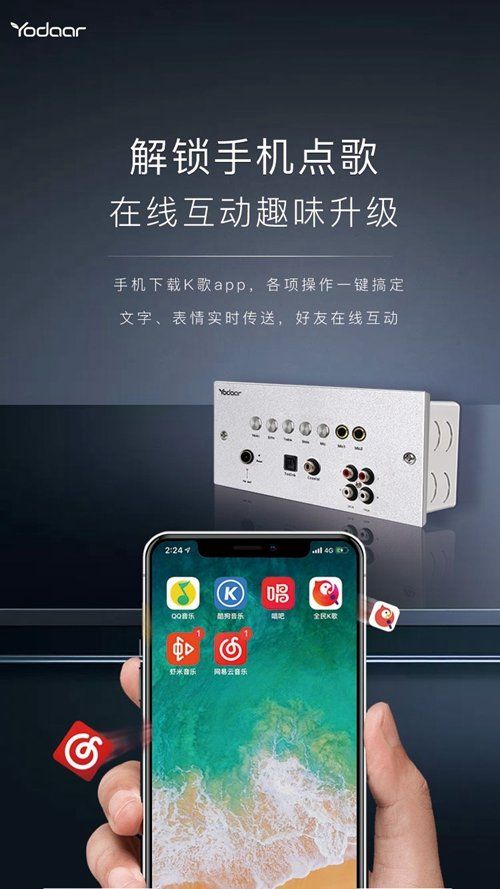 Yodaar
解锁手机点歌
在线互动趣味升级
手机下载K歌app，各项操作一键搞定
文字、表情实时传送，好友在线互动
Yodaar
Mic1
Mic2
Toslink
Coaxial
2:24
4G
QQ音乐
酷狗音乐
唱吧
全民K歌
唱
1
1
虾米音乐
网易云音乐